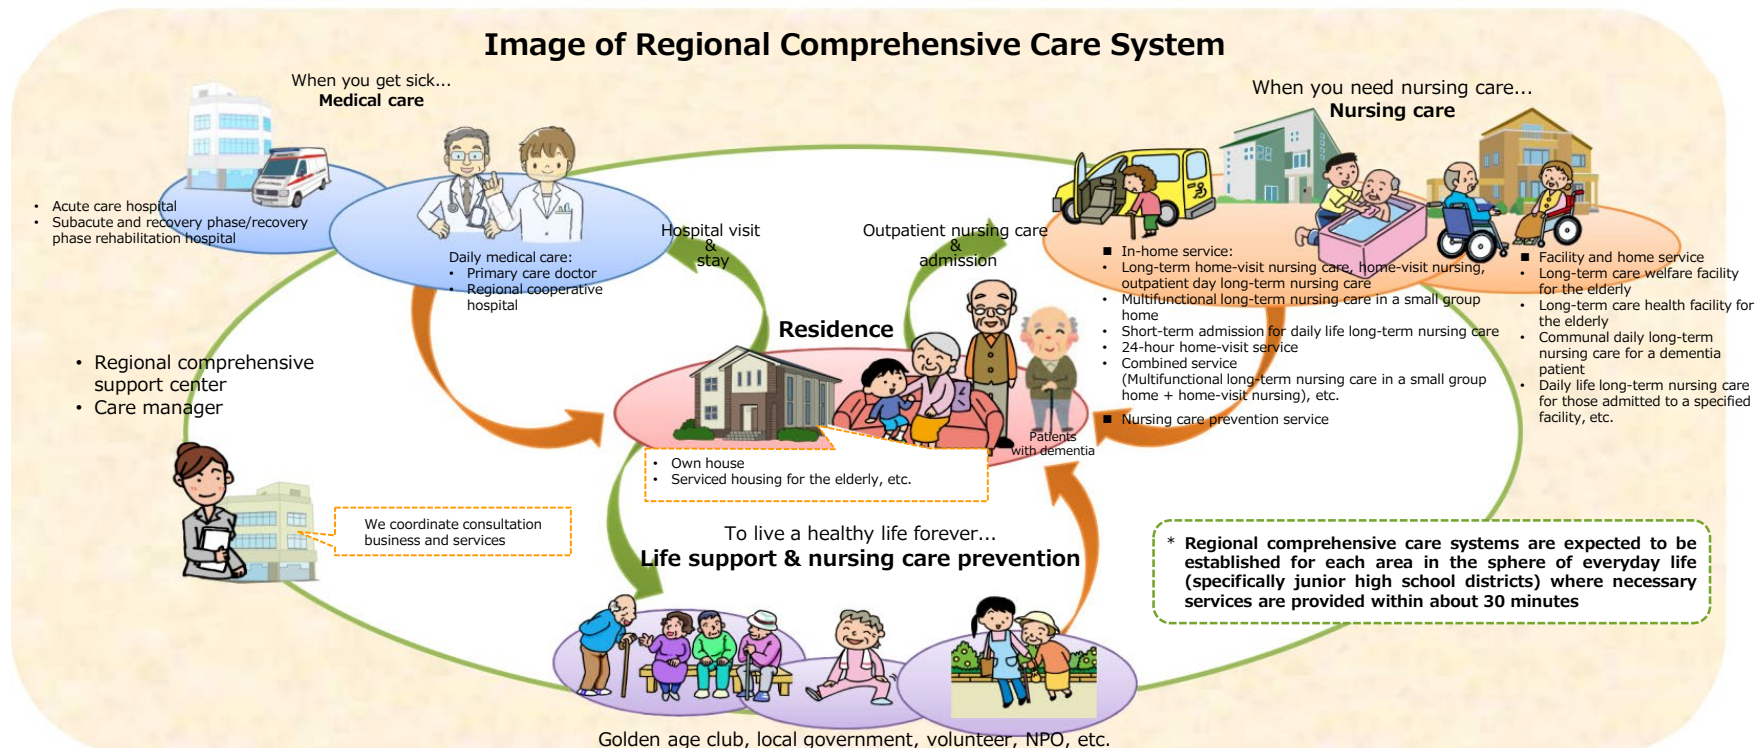 Image of Regional Comprehensive Care System
When you get sick...
Medical care
When you need nursing care...
Nursing care
• Acute care hospital
• Subacute and recovery phase/recovery
phase rehabilitation hospital
Daily medical care:
• Primary care doctor
• Regional cooperative
hospital
Hospital visit
&
stay
Outpatient nursing care
&
admission
■ In-home service:
• Long-term home-visit nursing care, home-visit nursing,
outpatient day long-term nursing care
• Multifunctional long-term nursing care in a small group
home
• Short-term admission for daily life long-term nursing care
• 24-hour home-visit service
• Combined service
(Multifunctional long-term nursing care in a small group
home + home-visit nursing), etc.
■ Nursing care prevention service
■ Facility and home service
• Long-term care welfare facility
for the elderly
• Long-term care health facility for
the elderly
• Communal daily long-term
nursing care for a dementia
patient
• Daily life long-term nursing care
for those admitted to a specified
facility, etc.
Residence
Patients
with dementia
• Own house
• Serviced housing for the elderly, etc.
• Regional comprehensive
support center
• Care manager
We coordinate consultation
business and services
To live a healthy life forever...
Life support & nursing care prevention
* Regional comprehensive care systems are expected to be
established for each area in the sphere of everyday life
(specifically junior high school districts) where necessary
services are provided within about 30 minutes
Golden age club, local government, volunteer, NPO, etc.